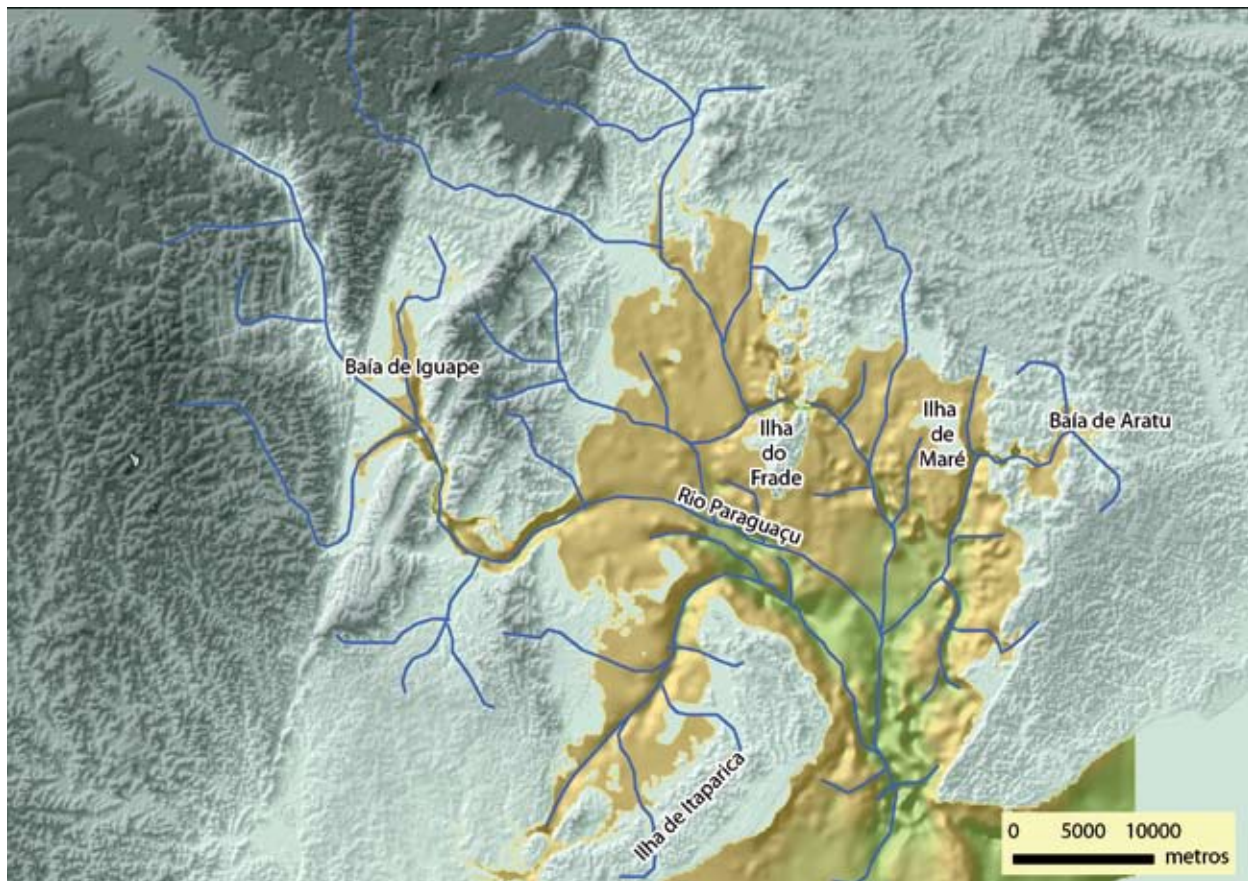 Baía de Iguape
Ilha
do
Frade
Ilha
de
Maré
Baía de Aratu
Rio Paraguaçu
Ilha de Itaparica
0 5000 10000
metros